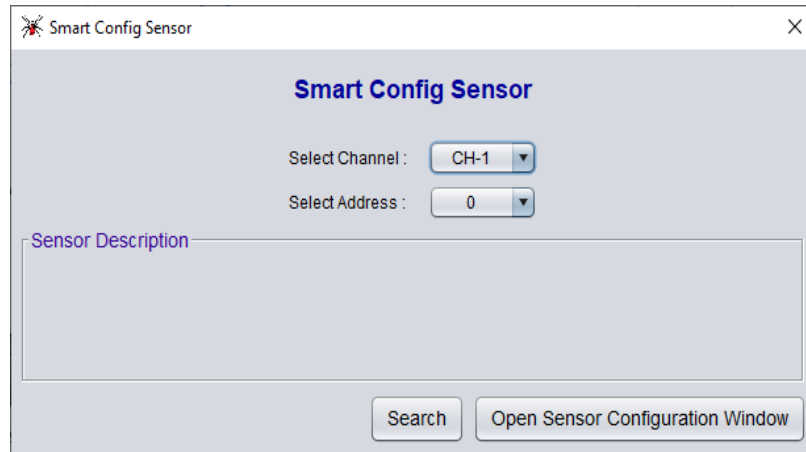 Smart Config Sensor
Smart Config Sensor
Select Channel : CH-1
Select Address : 0
Sensor Description
Search Open Sensor Configuration Window